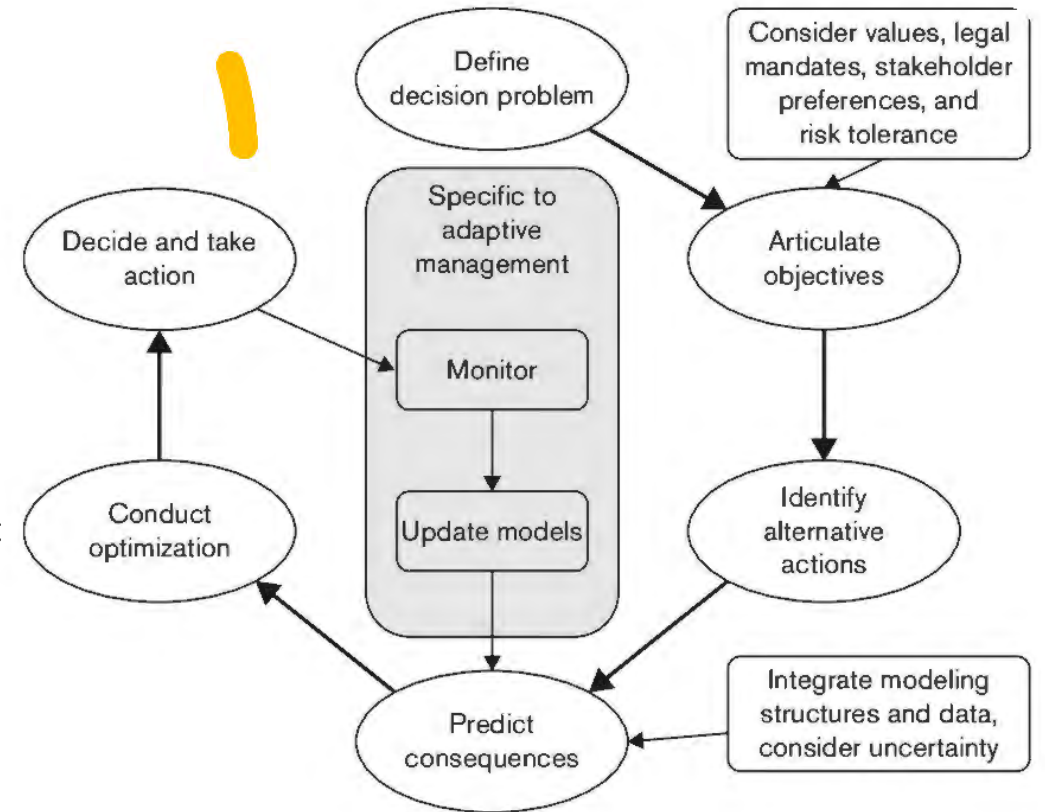 Define
decision problem
Consider values, legal
mandates, stakeholder
preferences, and
risk tolerance
Specific to
adaptive
management
Decide and take
action
Articulate
objectives
Monitor
Conduct
optimization
Update models
Identify
alternative
actions
Predict
consequences
Integrate modeling
structures and data,
consider uncertainty